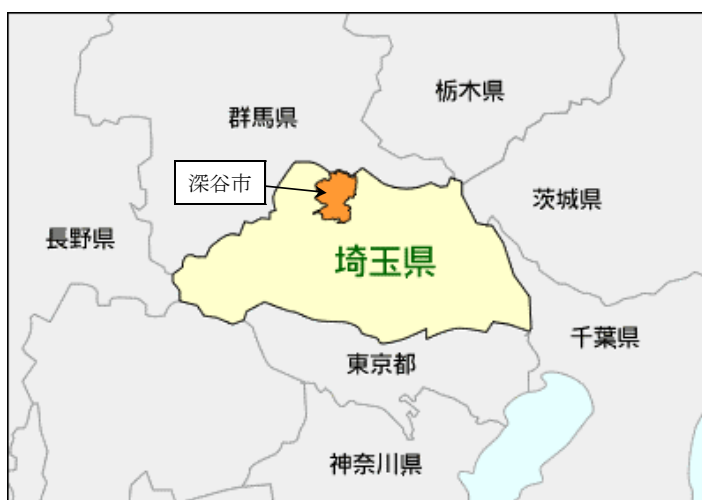 栃木県
群馬県
深谷市
茨城県
長野県
埼玉県
千葉県
東京都
神奈川県